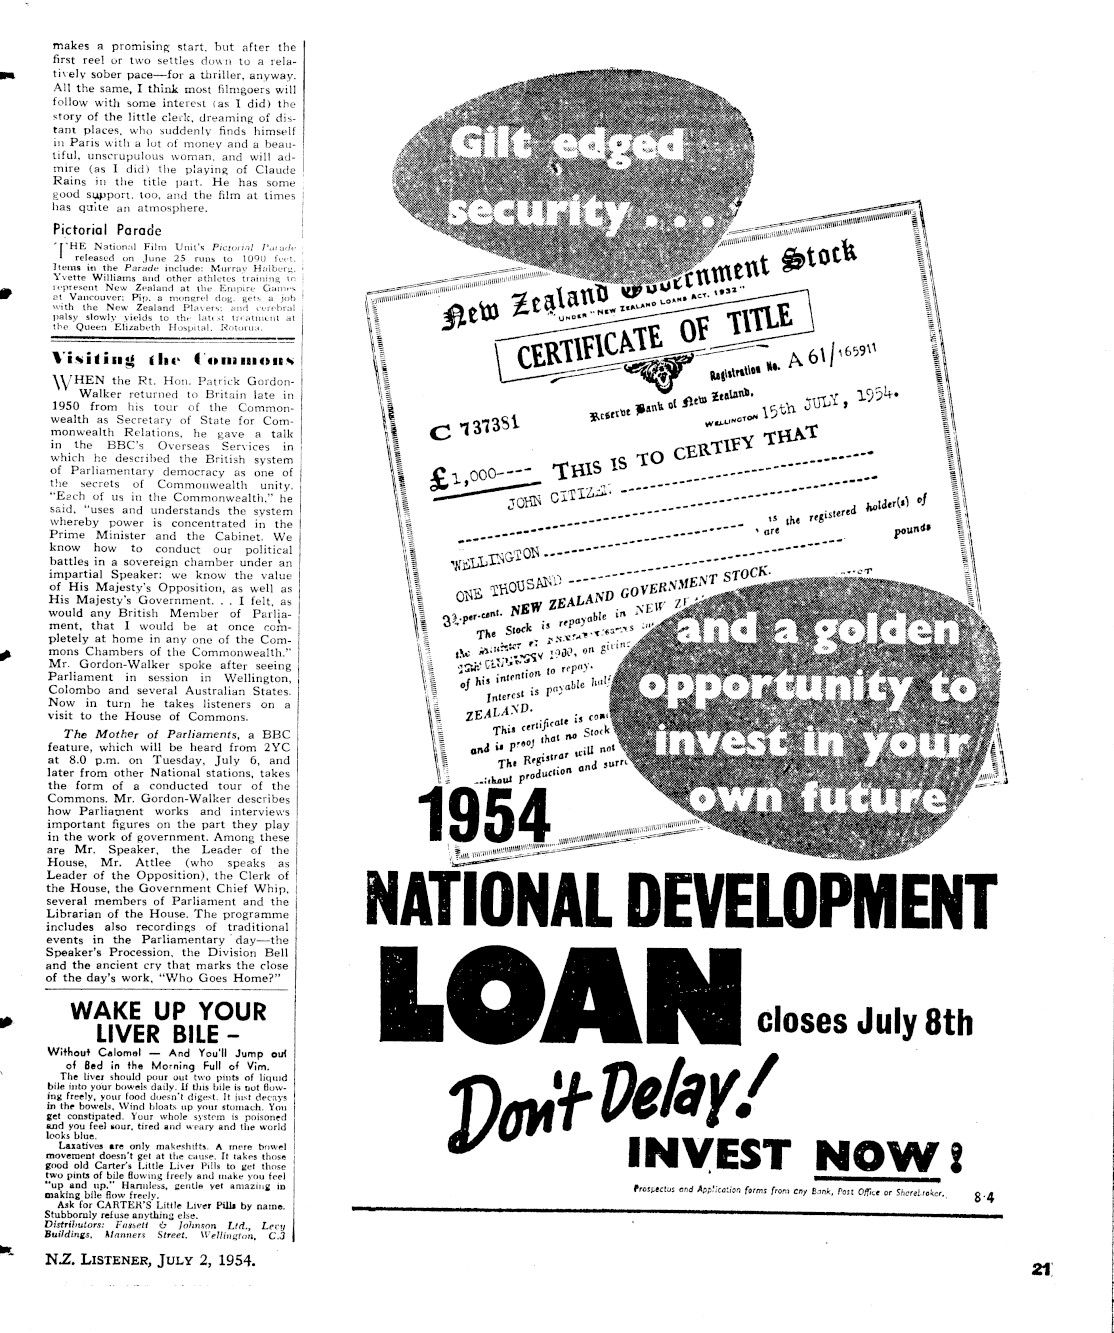 makes a promising start, but after the
first reel or two settles down to a rela-
tively sober pace—for a thriller, anyway.
All the same, I think most filmgoers will
follow with some interest (as I did) the
story of the little clerk, dreaming of dis-
tant places, who suddenly finds himself
in Paris with a lot of money and a beau-
tiful, unscrupulous woman, and will ad-
mire (as I did) the playing of Claude
Rains in the title part. He has some
good support, too, and the film at times
has quite an atmosphere.
Pictorial Parade
THE National Film Unit's Pictorial Parade
released on June 25 runs to 1090 feet.
Items in the Parade include: Murray Halberg,
Yvette Williams and other athletes training to
represent New Zealand at the Empire Games
at Vancouver; Pip, a mongrel dog, gets a job
with the New Zealand Players; and cerebral
palsy slowly yields to the latest treatment at
the Queen Elizabeth Hospital, Rotorua.
Visiting the Commons
WHEN the Rt. Hon. Patrick Gordon-
Walker returned to Britain late in
1950 from his tour of the Common-
wealth as Secretary of State for Com-
monwealth Relations, he gave a talk
in the BBC's Overseas Services in
which he described the British system
of Parliamentary democracy as one of
the secrets of Commonwealth unity.
"Each of us in the Commonwealth," he
said, "uses and understands the system
whereby power is concentrated in the
Prime Minister and the Cabinet. We
know how to conduct our political
battles in a sovereign chamber under an
impartial Speaker: we know the value
of His Majesty's Opposition, as well as
His Majesty's Government. . . I felt, as
would any British Member of Parlia-
ment, that I would be at once com-
pletely at home in any one of the Com-
mons Chambers of the Commonwealth."
Mr. Gordon-Walker spoke after seeing
Parliament in session in Wellington,
Colombo and several Australian States.
Now in turn he takes listeners on a
visit to the House of Commons.
The Mother of Parliaments, a BBC
feature, which will be heard from 2YC
at 8.0 p.m. on Tuesday, July 6, and
later from other National stations, takes
the form of a conducted tour of the
Commons. Mr. Gordon-Walker describes
how Parliament works and interviews
important figures on the part they play
in the work of government. Among these
are Mr. Speaker, the Leader of the
House, Mr. Attlee (who speaks as
Leader of the Opposition), the Clerk of
the House, the Government Chief Whip,
several members of Parliament and the
Librarian of the House. The programme
includes also recordings of traditional
events in the Parliamentary day—the
Speaker's Procession, the Division Bell
and the ancient cry that marks the close
of the day's work, "Who Goes Home?"
WAKE UP YOUR
LIVER BILE –
Without Calomel — And You'll Jump out
of Bed in the Morning Full of Vim.
The liver should pour out two pints of liquid
bile into your bowels daily. If this bile is not flow-
ing freely, your food doesn't digest. It just decays
in the bowels. Wind bloats up your stomach. You
get constipated. Your whole system is poisoned
and you feel sour, tired and weary and the world
looks blue.
Laxatives are only makeshifts. A mere bowel
movement doesn't get at the cause. It takes those
good old Carter's Little Liver Pills to get those
two pints of bile flowing freely and make you feel
"up and up." Harmless, gentle yet amazing in
making bile flow freely.
Ask for CARTER'S Little Liver Pills by name.
Stubbornly refuse anything else.
Distributors: Fassett & Johnson Ltd., Levy
Buildings, Manners Street, Wellington, C.3
Gilt edged
security . . .
New Zealand Government Stock
UNDER "NEW ZEALAND LOANS ACT, 1932"
CERTIFICATE OF TITLE
Registration No. A 61/165911
Reserve Bank of New Zealand,
C 737381
WELLINGTON 15th JULY, 1954.
£1,000---- THIS IS TO CERTIFY THAT
JOHN CITIZEN
is
are the registered holder(s) of
WELLINGTON
ONE THOUSAND pounds
3¾-per-cent. NEW ZEALAND GOVERNMENT STOCK.
The Stock is repayable in NEW
the Minister of
1960, on giving
of his intention to repay.
Interest is payable half
ZEALAND.
This certificate is
and is proof that no Stock
The Registrar will not
without production and
and a golden
opportunity to
invest in your
own future
1954
NATIONAL DEVELOPMENT
LOAN closes July 8th
Don't Delay!
INVEST NOW!
Prospectus and Application forms from any Bank, Post Office or Sharebroker.
8·4
N.Z. LISTENER, JULY 2, 1954.
21